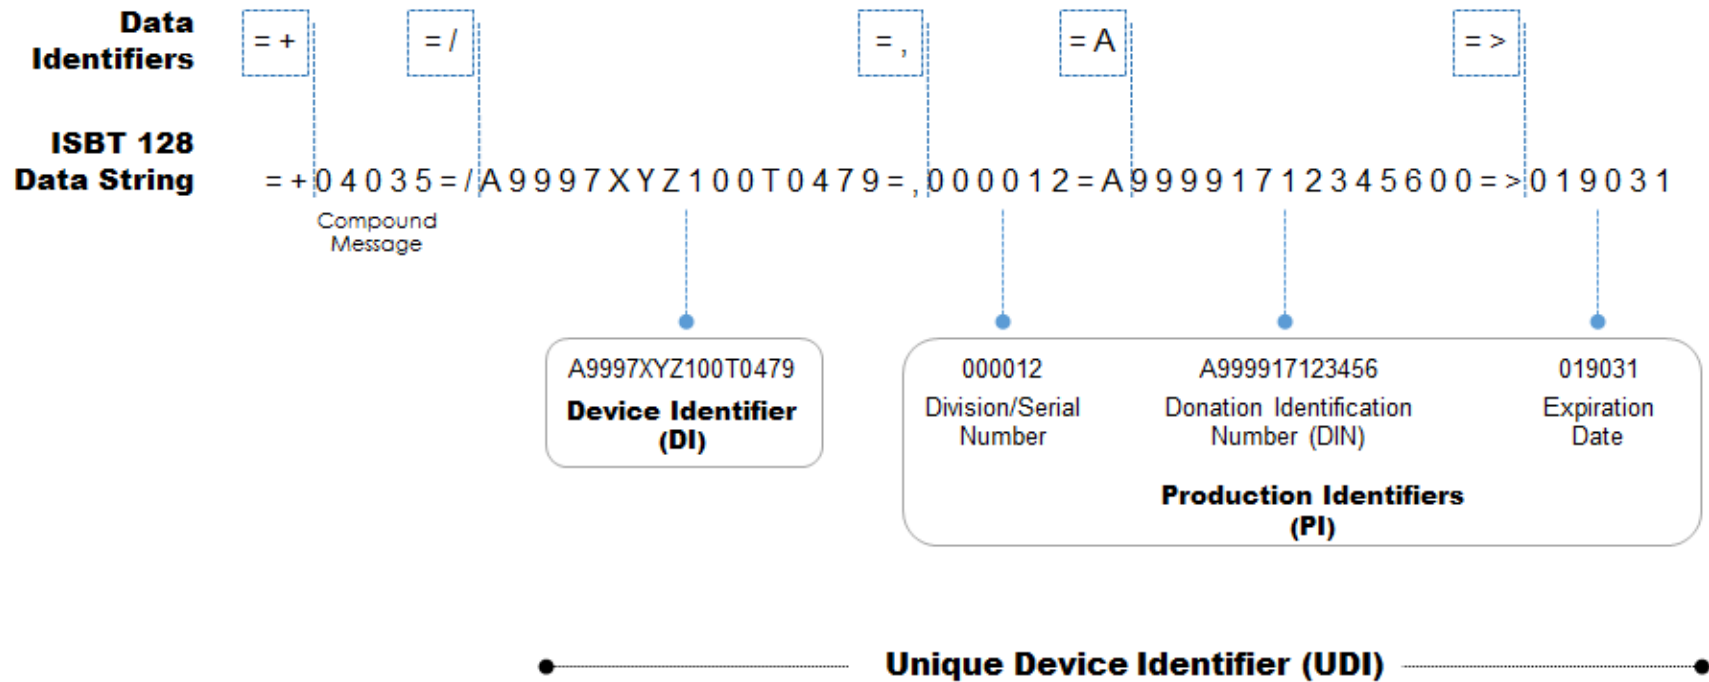 Data
Identifiers
=+
=/
=,
=A
=>
ISBT 128
Data String
=+04035=/A9997XYZ100T0479=,000012=A99991712345600=>019031
Compound
Message
A9997XYZ100T0479
Device Identifier
(DI)
000012
Division/Serial
Number
A999917123456
Donation Identification
Number (DIN)
019031
Expiration
Date
Production Identifiers
(PI)
Unique Device Identifier (UDI)